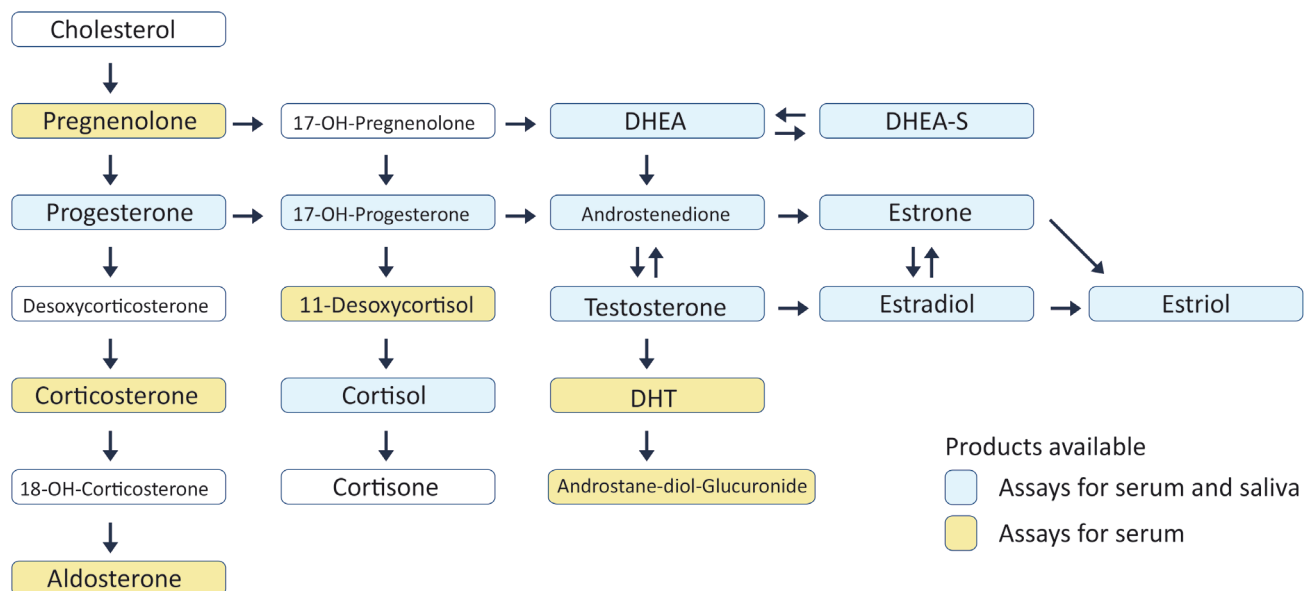 Cholesterol
Pregnenolone
17-OH-Pregnenolone
DHEA
DHEA-S
Progesterone
17-OH-Progesterone
Androstenedione
Estrone
Desoxycorticosterone
11-Desoxycortisol
Testosterone
Estradiol
Estriol
Corticosterone
Cortisol
DHT
18-OH-Corticosterone
Cortisone
Androstane-diol-Glucuronide
Aldosterone
Products available
Assays for serum and saliva
Assays for serum